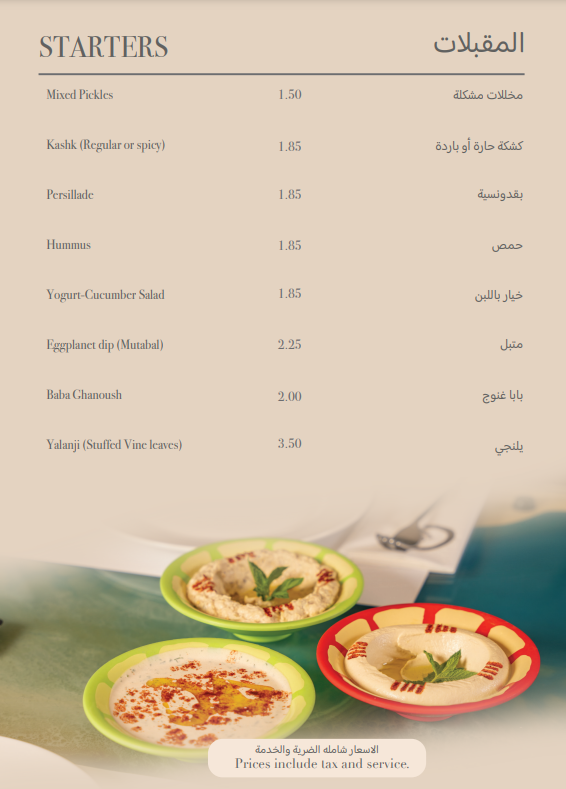 STARTERS المقبلات
Mixed Pickles 1.50 مخللات مشكلة
Kashk (Regular or spicy) 1.85 كشكة حارة أو باردة
Persillade 1.85 بقدونسية
Hummus 1.85 حمص
Yogurt-Cucumber Salad 1.85 خيار باللبن
Eggplanet dip (Mutabal) 2.25 متبل
Baba Ghanoush 2.00 بابا غنوج
Yalanji (Stuffed Vine leaves) 3.50 يلنجي
الاسعار شامله الضريبة والخدمة
Prices include tax and service.